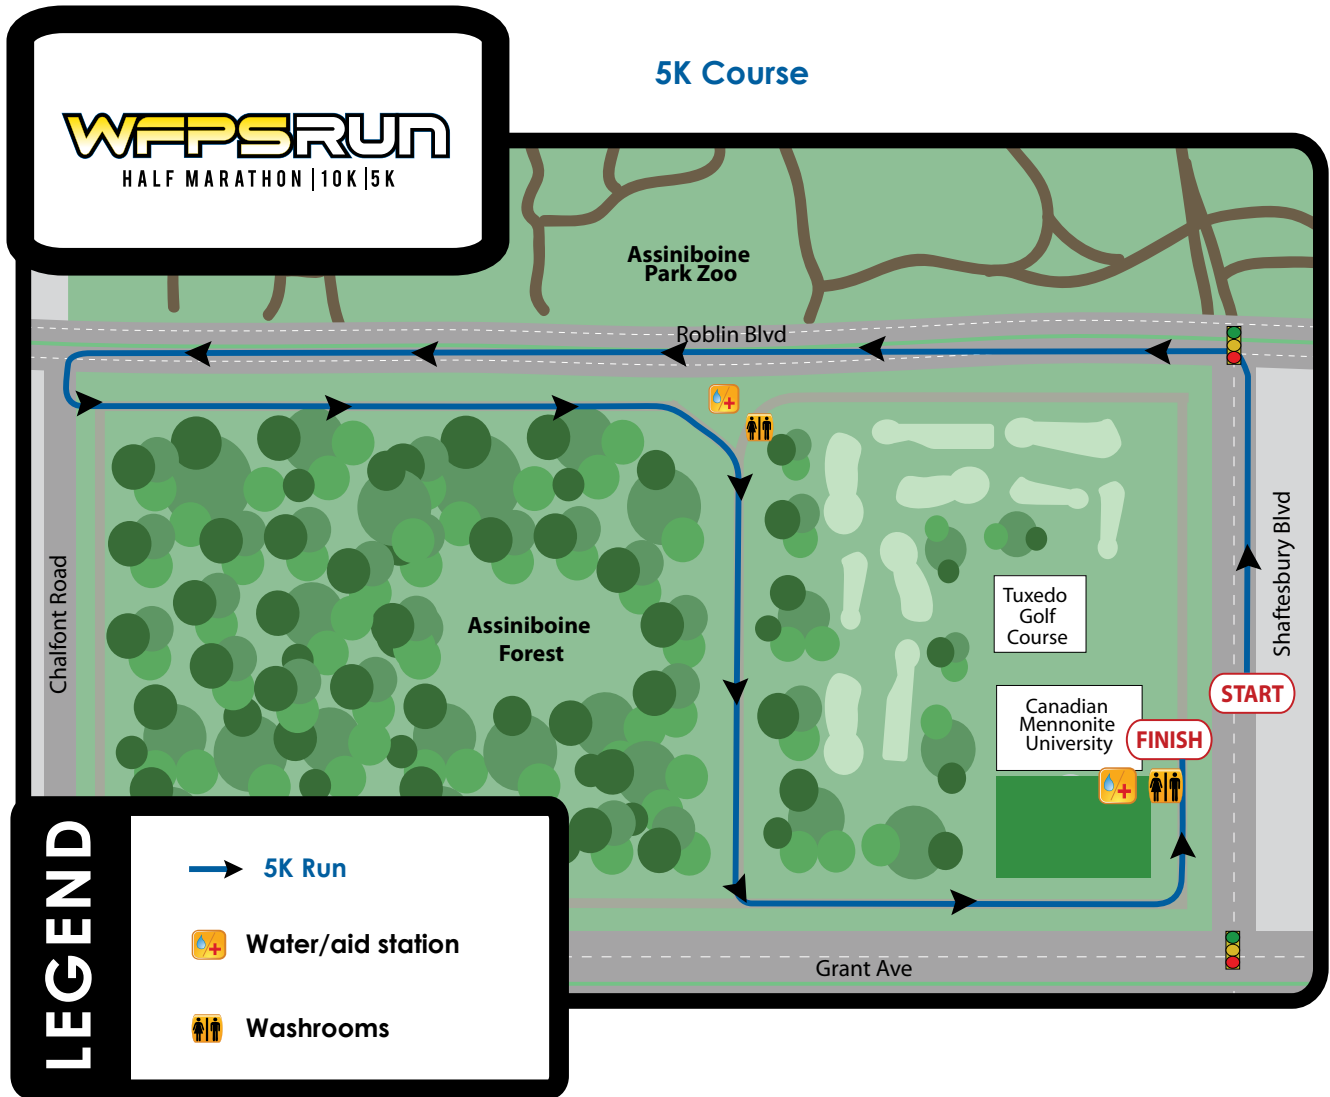 5K Course
WFPSRUN
HALF MARATHON | 10K | 5K
Assiniboine
Park Zoo
Roblin Blvd
Chalfont Road
Assiniboine
Forest
Tuxedo
Golf
Course
Shaftesbury Blvd
START
Canadian
Mennonite
University
FINISH
Grant Ave
LEGEND
5K Run
Water/aid station
Washrooms